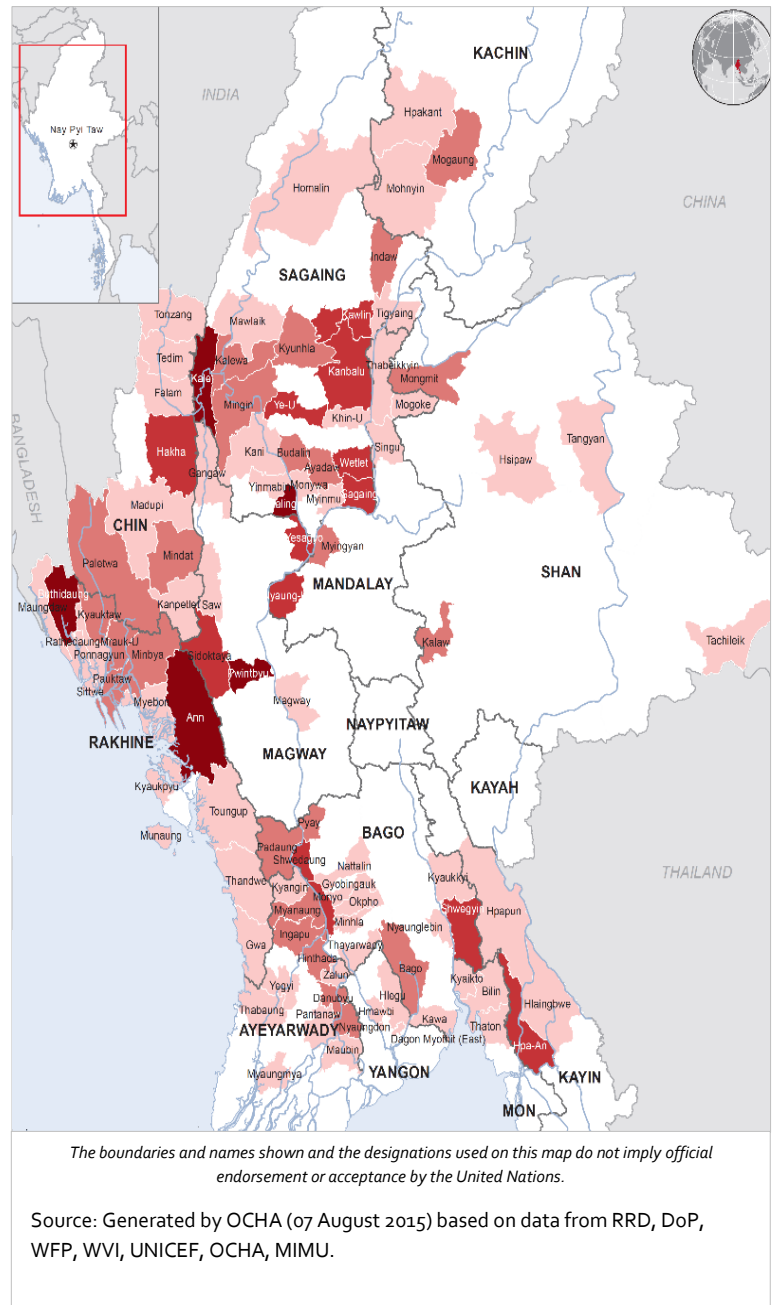 KACHIN
INDIA
Hpakant
Nay Pyi Taw
Mogaung
Mohnyin
Homalin
CHINA
Indaw
SAGAING
Tonzang
Mawlaik
Kawlin
Tigyaing
Kyunhla
Tedim
Kalewa
Thabeikkyin
Kale
Kanbalu
Mongmit
Falam
Mingin
Ye-U
Mogoke
Khin-U
Tangyan
BANGLADESH
Hakha
Kani
Budalin
Wetlet
Singu
Hsipaw
Gangaw
Ayadaw
Yinmabin
Monywa
Sagaing
Madupi
Myinmu
CHIN
Yesagyo
Myingyan
Mindat
Paletwa
MANDALAY
SHAN
Buthidaung
Kanpetlet
Saw
Maungdaw
Kyauktaw
Kalaw
Tachileik
Rathedaung
Mrauk-U
Ponnagyun
Minbya
Sidoktaya
Pwintbyu
Pauktaw
Sittwe
Myebon
Magway
Ann
NAYPYITAW
RAKHINE
MAGWAY
KAYAH
Kyaukpyu
Toungup
Pyay
BAGO
Munaung
Padaung
Shwedaung
Nattalin
THAILAND
Thandwe
Kyangin
Gyobingauk
Kyaukkyi
Monyo
Okpho
Myanaung
Shwegyin
Hpapun
Minhla
Nyaunglebin
Ingapu
Gwa
Thayarwady
Hinthada
Bago
Zalun
Kyaikto
Yegyi
Hlegu
Bilin
Hlaingbwe
Danubyu
Thabaung
Pantanaw
Hmawbi
Kawa
AYEYARWADY
Nyaungdon
Thaton
Dagon Myothit (East)
Maubin
Hpa-An
Myaungmya
YANGON
KAYIN
MON
The boundaries and names shown and the designations used on this map do not imply official
endorsement or acceptance by the United Nations.
Source: Generated by OCHA (07 August 2015) based on data from RRD, DoP,
WFP, WVI, UNICEF, OCHA, MIMU.